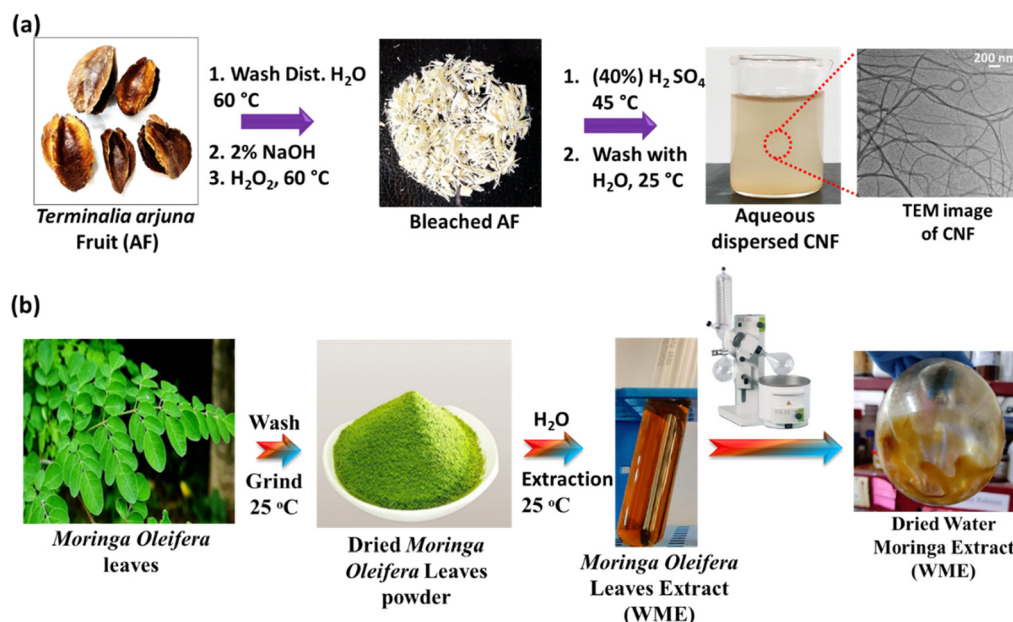 (a)
1. Wash Dist. H₂O
60 °C
2. 2% NaOH
3. H₂O₂, 60 °C
Terminalia arjuna
Fruit (AF)
Bleached AF
1. (40%) H₂SO₄
45 °C
2. Wash with
H₂O, 25 °C
Aqueous
dispersed CNF
200 nm
TEM image
of CNF
(b)
Moringa Oleifera
leaves
Wash
Grind
25 °C
Dried Moringa
Oleifera Leaves
powder
H₂O
Extraction
25 °C
Moringa Oleifera
Leaves Extract
(WME)
Dried Water
Moringa Extract
(WME)